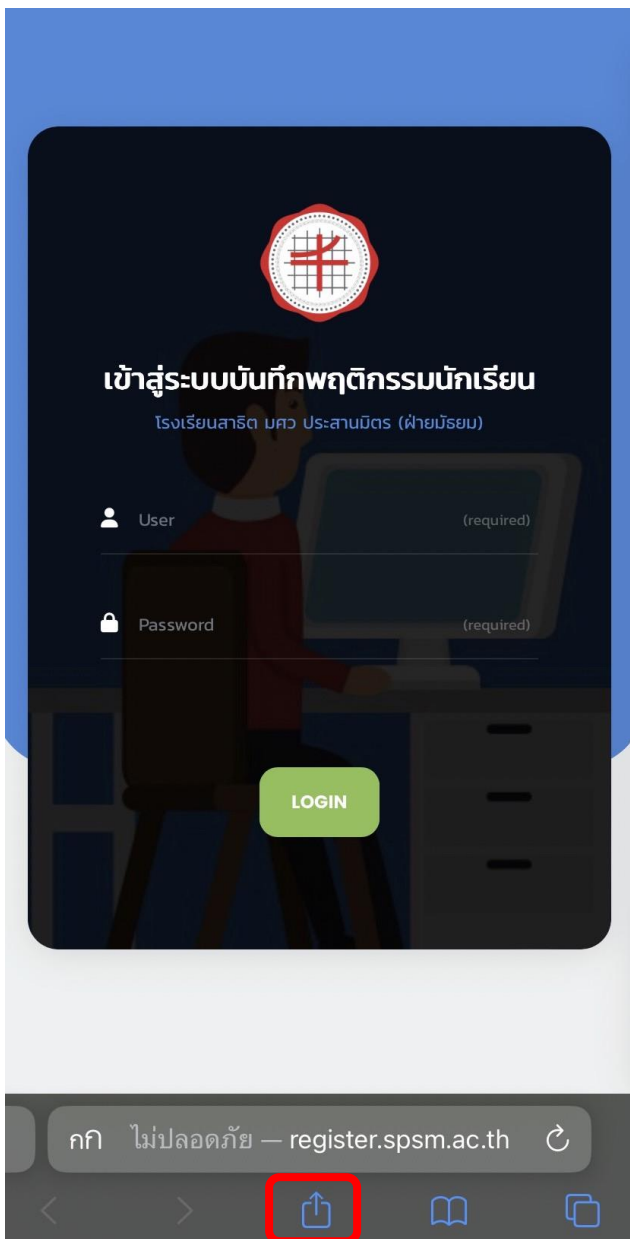 เข้าสู่ระบบบันทึกพฤติกรรมนักเรียน
โรงเรียนสาธิต มศว ประสานมิตร (ฝ่ายมัธยม)
User (required)
Password (required)
LOGIN
กก ไม่ปลอดภัย — register.spsm.ac.th